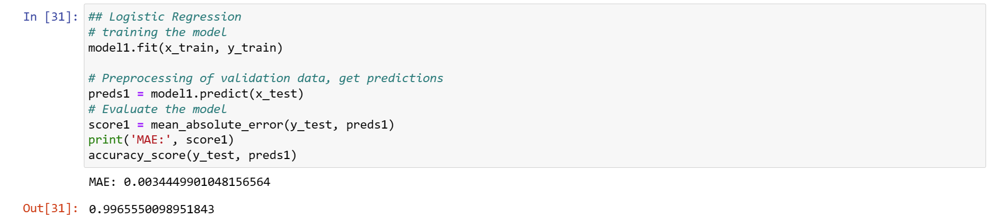 In [31]: ## Logistic Regression
# training the model
model1.fit(x_train, y_train)
# Preprocessing of validation data, get predictions
preds1 = model1.predict(x_test)
# Evaluate the model
score1 = mean_absolute_error(y_test, preds1)
print('MAE:', score1)
accuracy_score(y_test, preds1)
MAE: 0.0034449901048156564
Out[31]: 0.9965550098951843